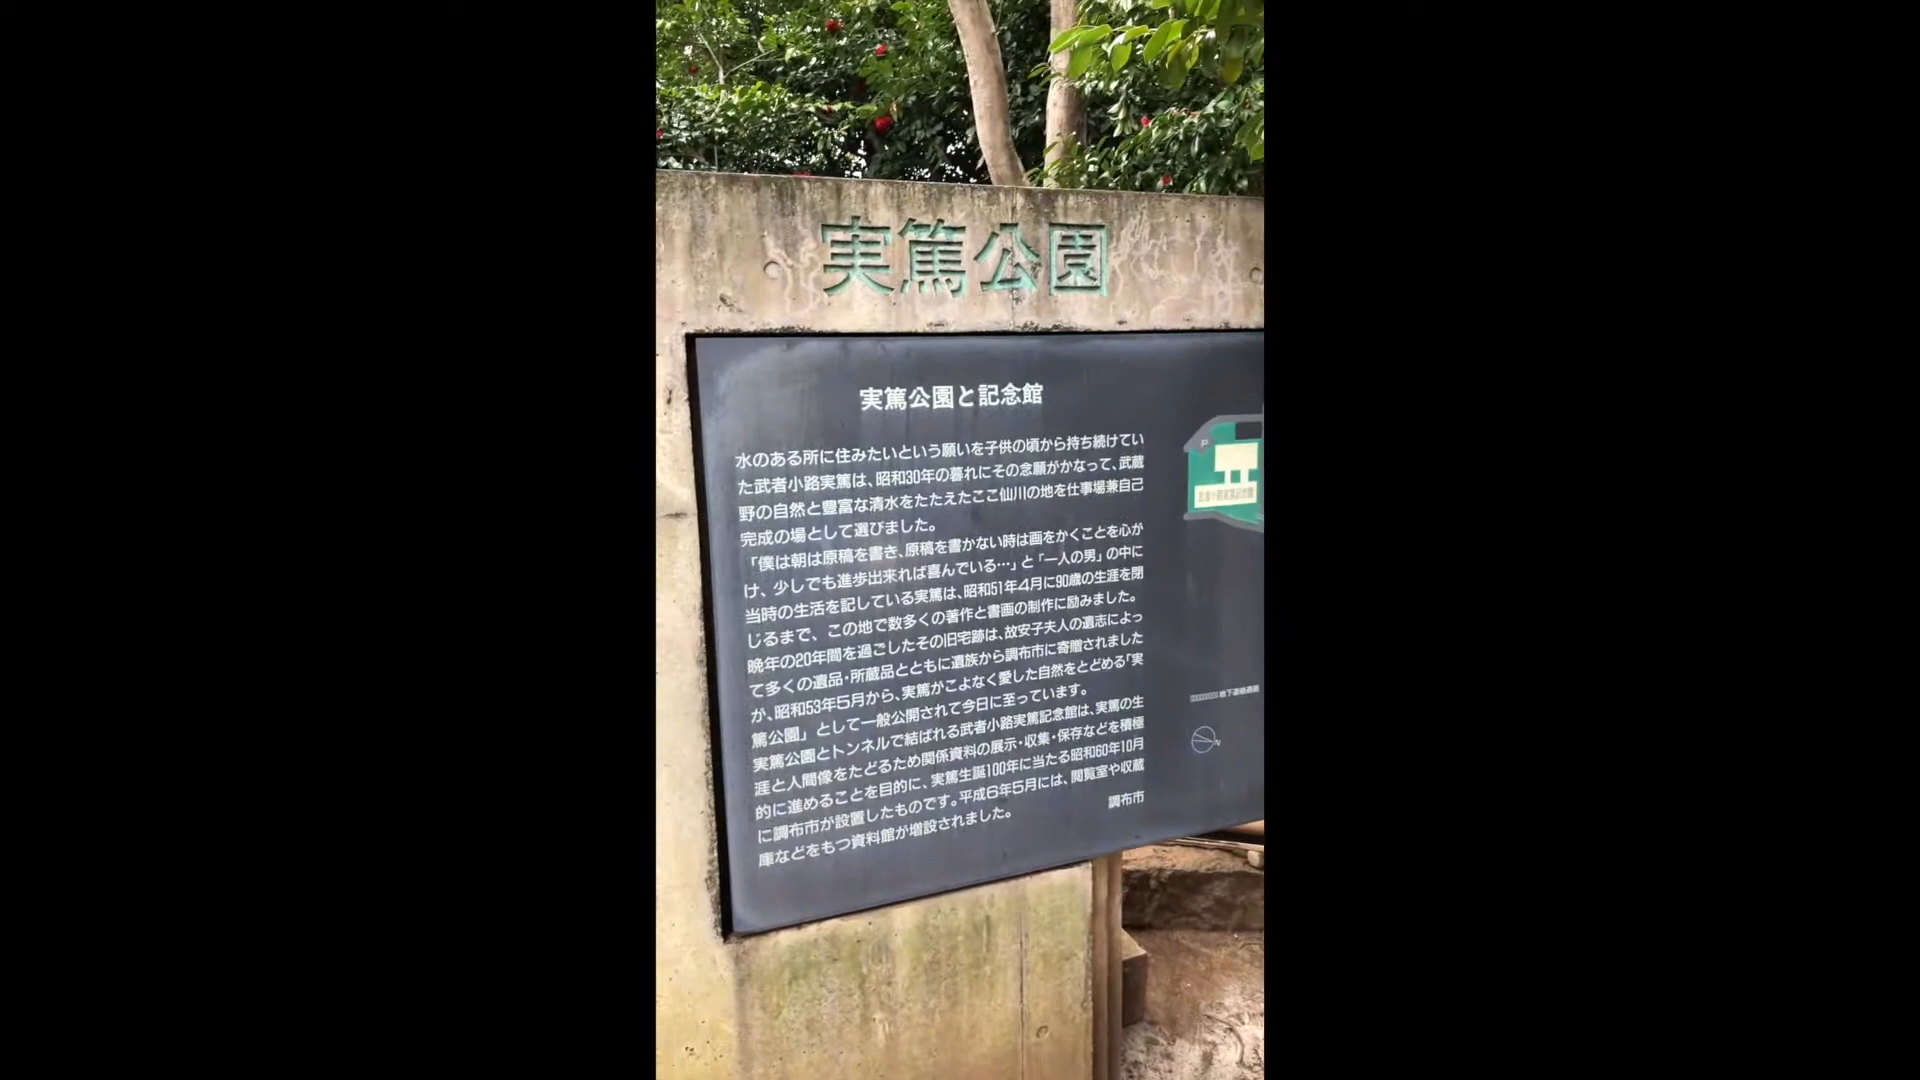 実篤公園
実篤公園と記念館
水のある所に住みたいという願いを子供の頃から持ち続けてい
た武者小路実篤は、昭和30年の暮れにその念願がかなって、武蔵
野の自然と豊富な清水をたたえたここ仙川の地を仕事場兼自己
完成の場として選びました。
「僕は朝は原稿を書き、原稿を書かない時は画をかくことを心が
け、少しでも進歩出来れば喜んでいる…」と「一人の男」の中に
当時の生活を記している実篤は、昭和51年4月に90歳の生涯を閉
じるまで、この地で数多くの著作と書画の制作に励みました。
晩年の20年間を過ごしたその旧宅跡は、故安子夫人の遺志によっ
て多くの遺品・所蔵品とともに遺族から調布市に寄贈されました
が、昭和53年5月から、実篤がこよなく愛した自然をとどめる「実
篤公園」として一般公開されて今日に至っています。
実篤公園とトンネルで結ばれる武者小路実篤記念館は、実篤の生
涯と人間像をたどるため関係資料の展示・収集・保存などを積極
的に進めることを目的に、実篤生誕100年に当たる昭和60年10月
に調布市が設置したものです。平成6年5月には、閲覧室や収蔵
庫などをもつ資料館が増設されました。
調布市
P
武者小路実篤記念館
地下連絡通路
N